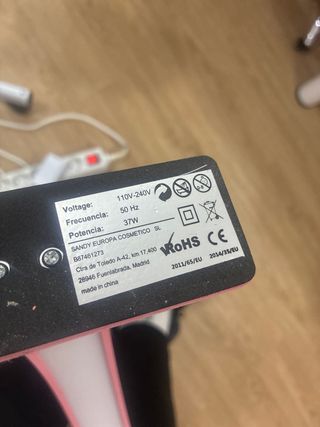 Voltage: 110V-240V
Frecuencia: 50 Hz
Potencia: 37W
SANDY EUROPA COSMETICO SL
B87461273
Ctra de Toledo A-42, km 17.400
28946 Fuenlabrada, Madrid
made in china
RoHS
CE
2011/65/EU 2014/35/EU